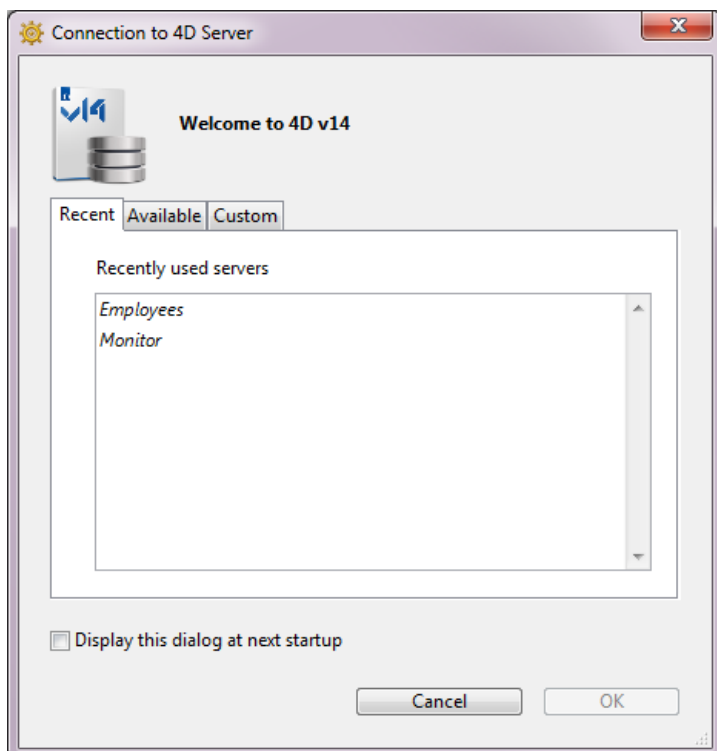 Connection to 4D Server
v14
Welcome to 4D v14
Recent Available Custom
Recently used servers
Employees
Monitor
Display this dialog at next startup
Cancel OK